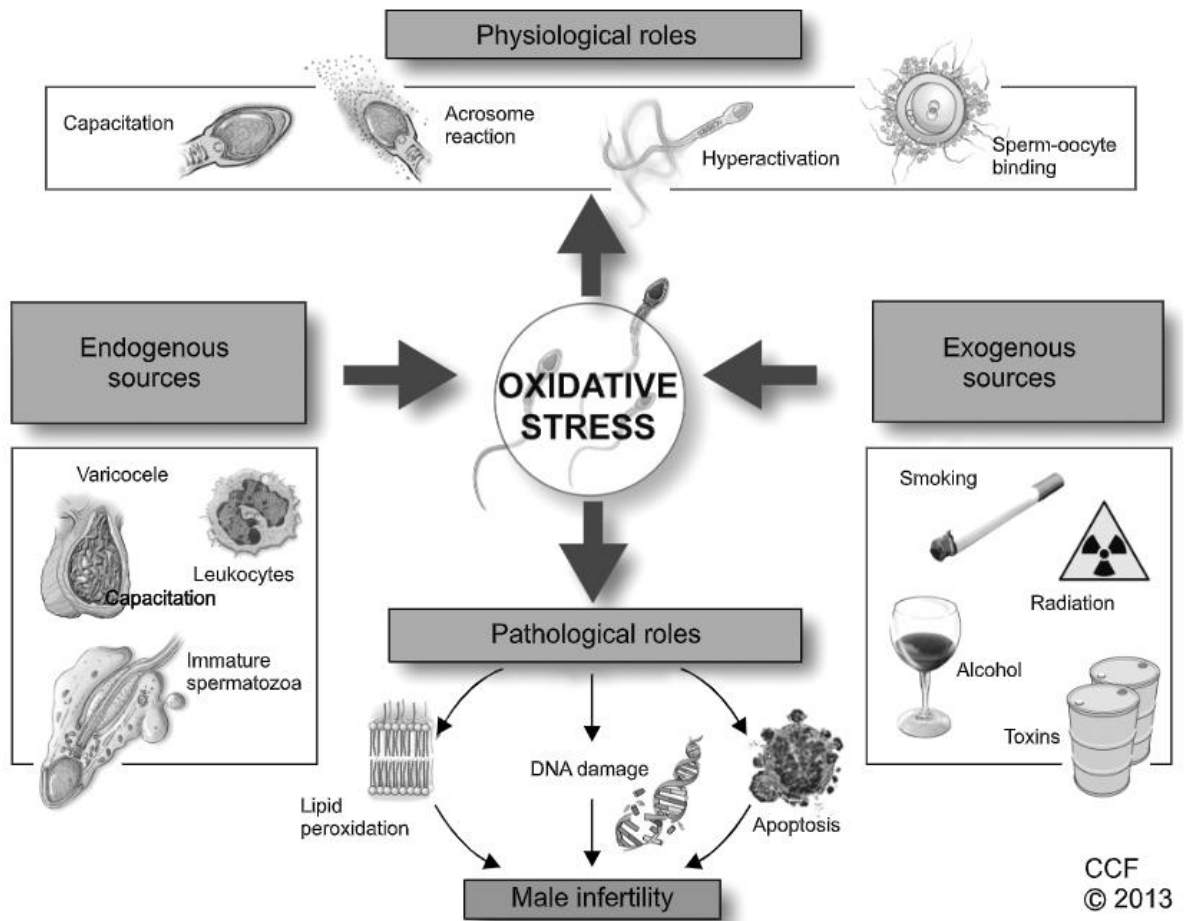 Physiological roles
Capacitation
Acrosome
reaction
Hyperactivation
Sperm-oocyte
binding
Endogenous
sources
OXIDATIVE
STRESS
Exogenous
sources
Varicocele
Leukocytes
Capacitation
Immature
spermatozoa
Smoking
Radiation
Alcohol
Toxins
Pathological roles
Lipid
peroxidation
DNA damage
Apoptosis
Male infertility
CCF
© 2013